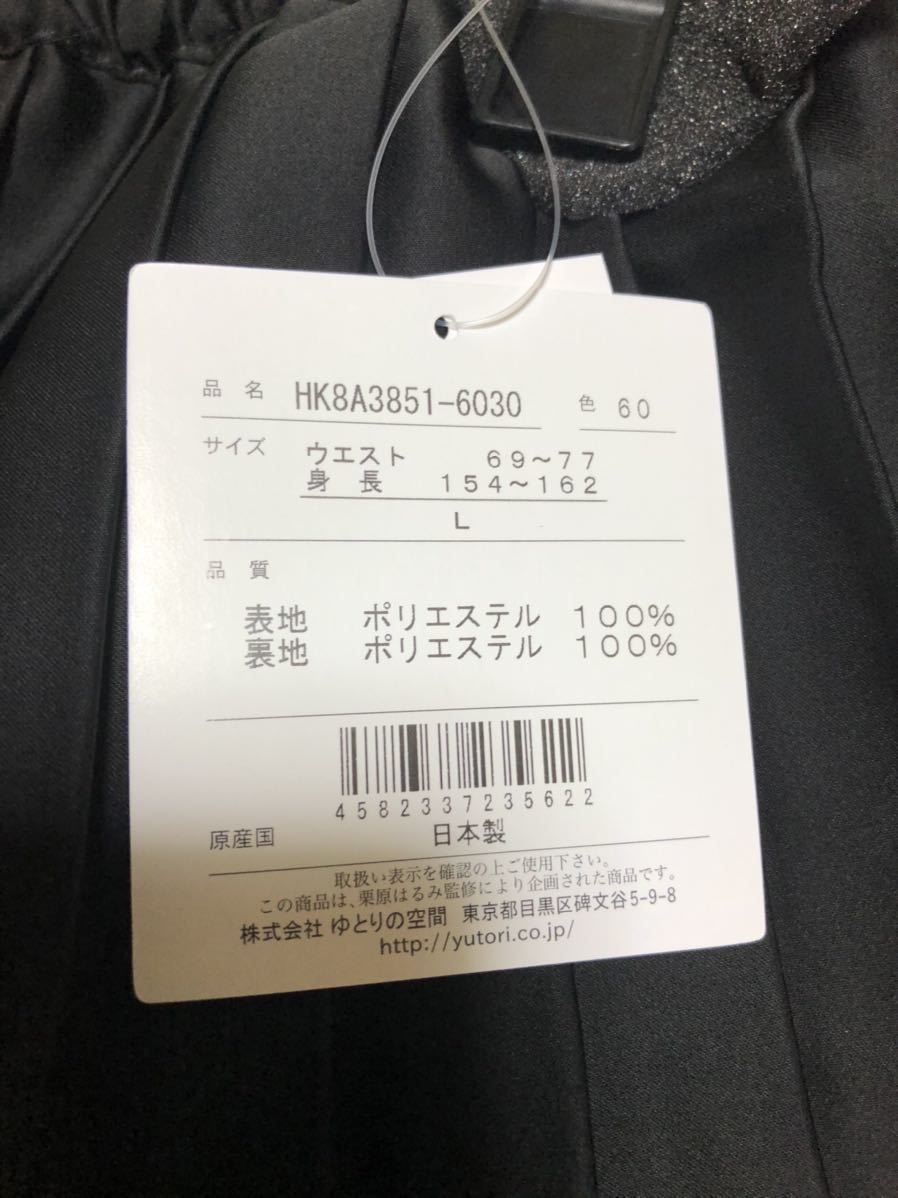 品名 HK8A3851-6030 色 60
サイズ ウエスト 69~77
身長 154~162
L
品質
表地 ポリエステル 100%
裏地 ポリエステル 100%
4582337235622
原産国 日本製
取扱い表示を確認の上ご使用下さい。
この商品は、栗原はるみ監修により企画された商品です。
株式会社 ゆとりの空間 東京都目黒区碑文谷5-9-8
http://yutori.co.jp/